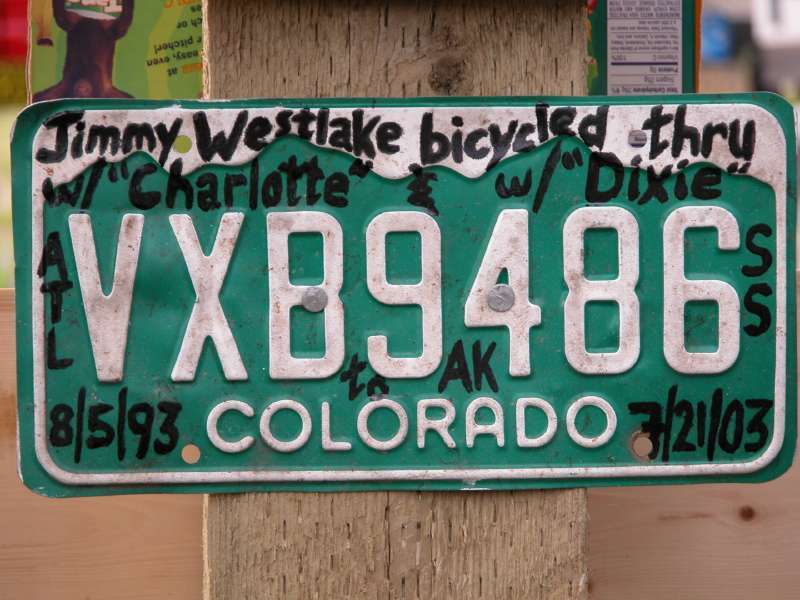 Jimmy Westlake bicycled thru
w/ "Charlotte" & w/ "Dixie"
ATL
VXB9486
SS
to AK
8/5/93
COLORADO
7/21/03